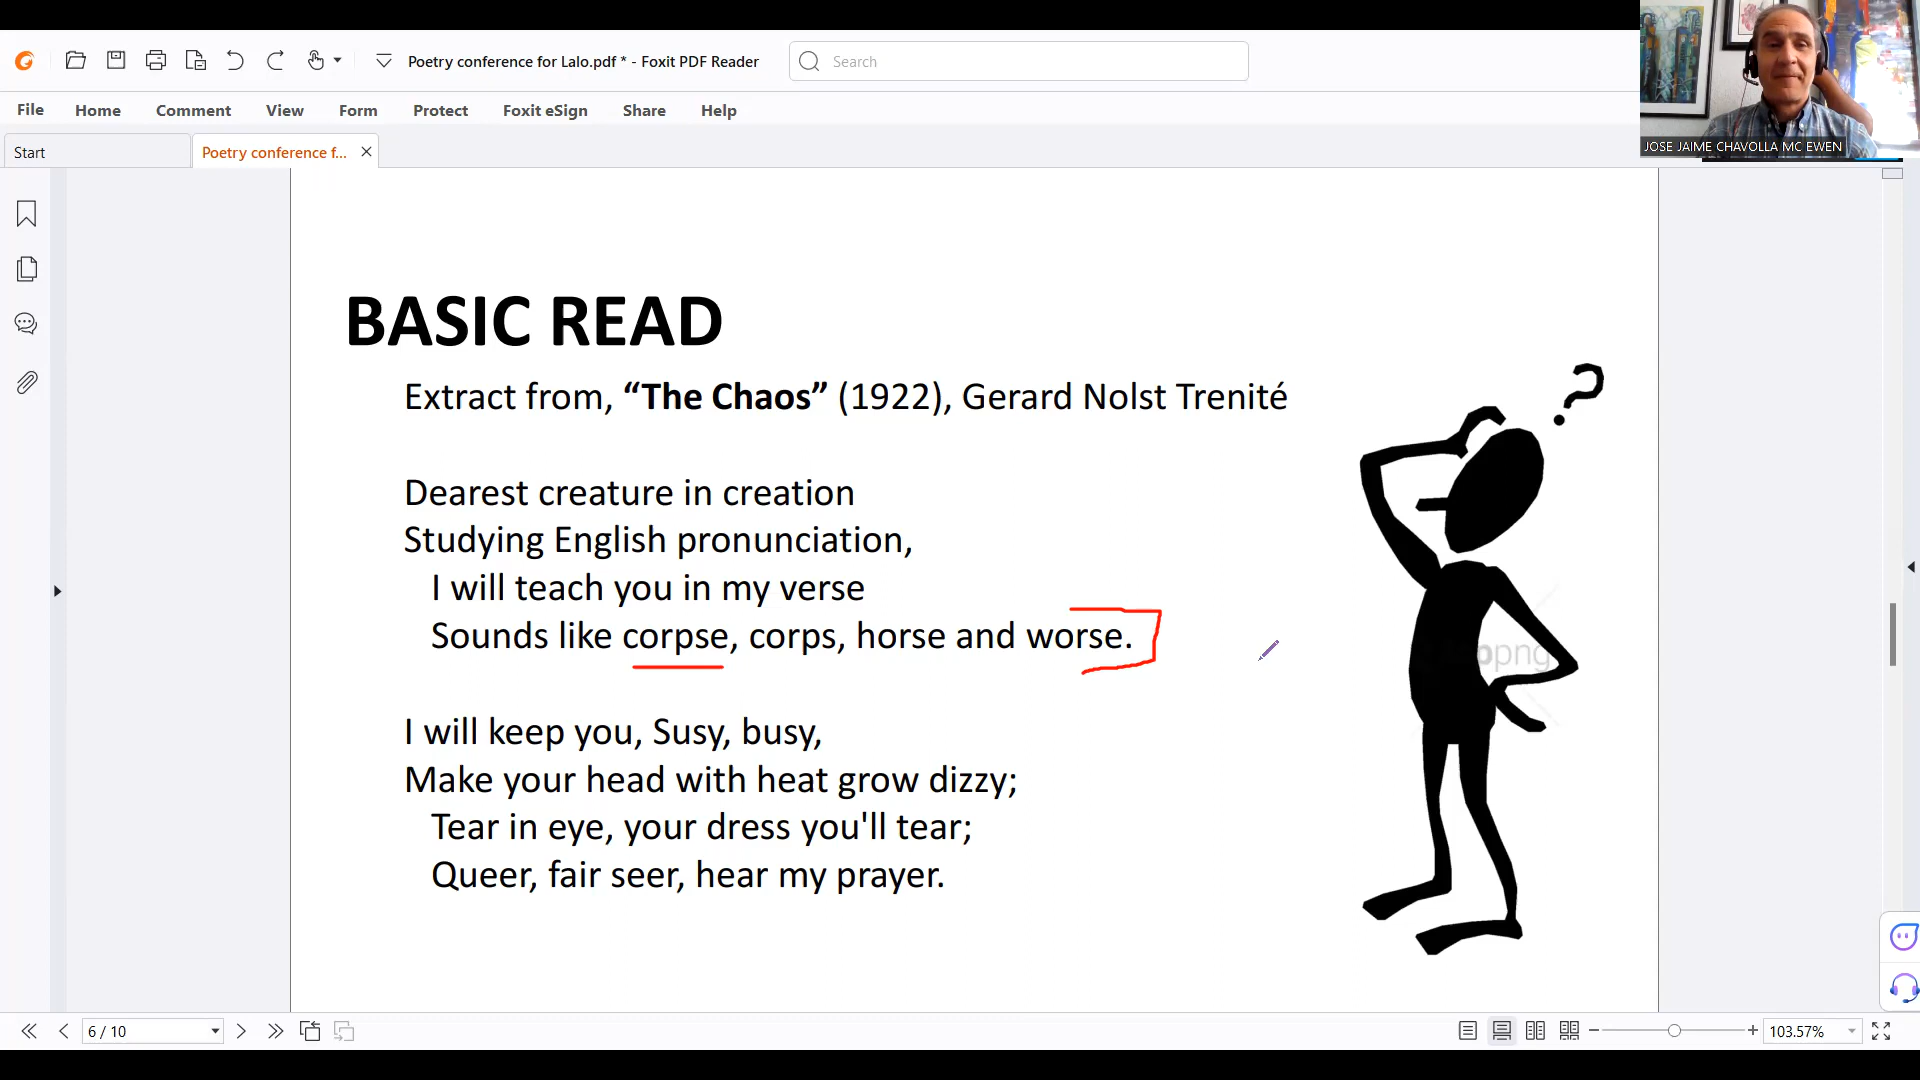 Poetry conference for Lalo.pdf * - Foxit PDF Reader
Search
File Home Comment View Form Protect Foxit eSign Share Help
JOSE JAIME CHAVOLLA MC EWEN
Start
Poetry conference f...
BASIC READ
Extract from, “The Chaos” (1922), Gerard Nolst Trenité
Dearest creature in creation
Studying English pronunciation,
I will teach you in my verse
Sounds like corpse, corps, horse and worse.
I will keep you, Susy, busy,
Make your head with heat grow dizzy;
Tear in eye, your dress you'll tear;
Queer, fair seer, hear my prayer.
?
opng
6 / 10
103.57%